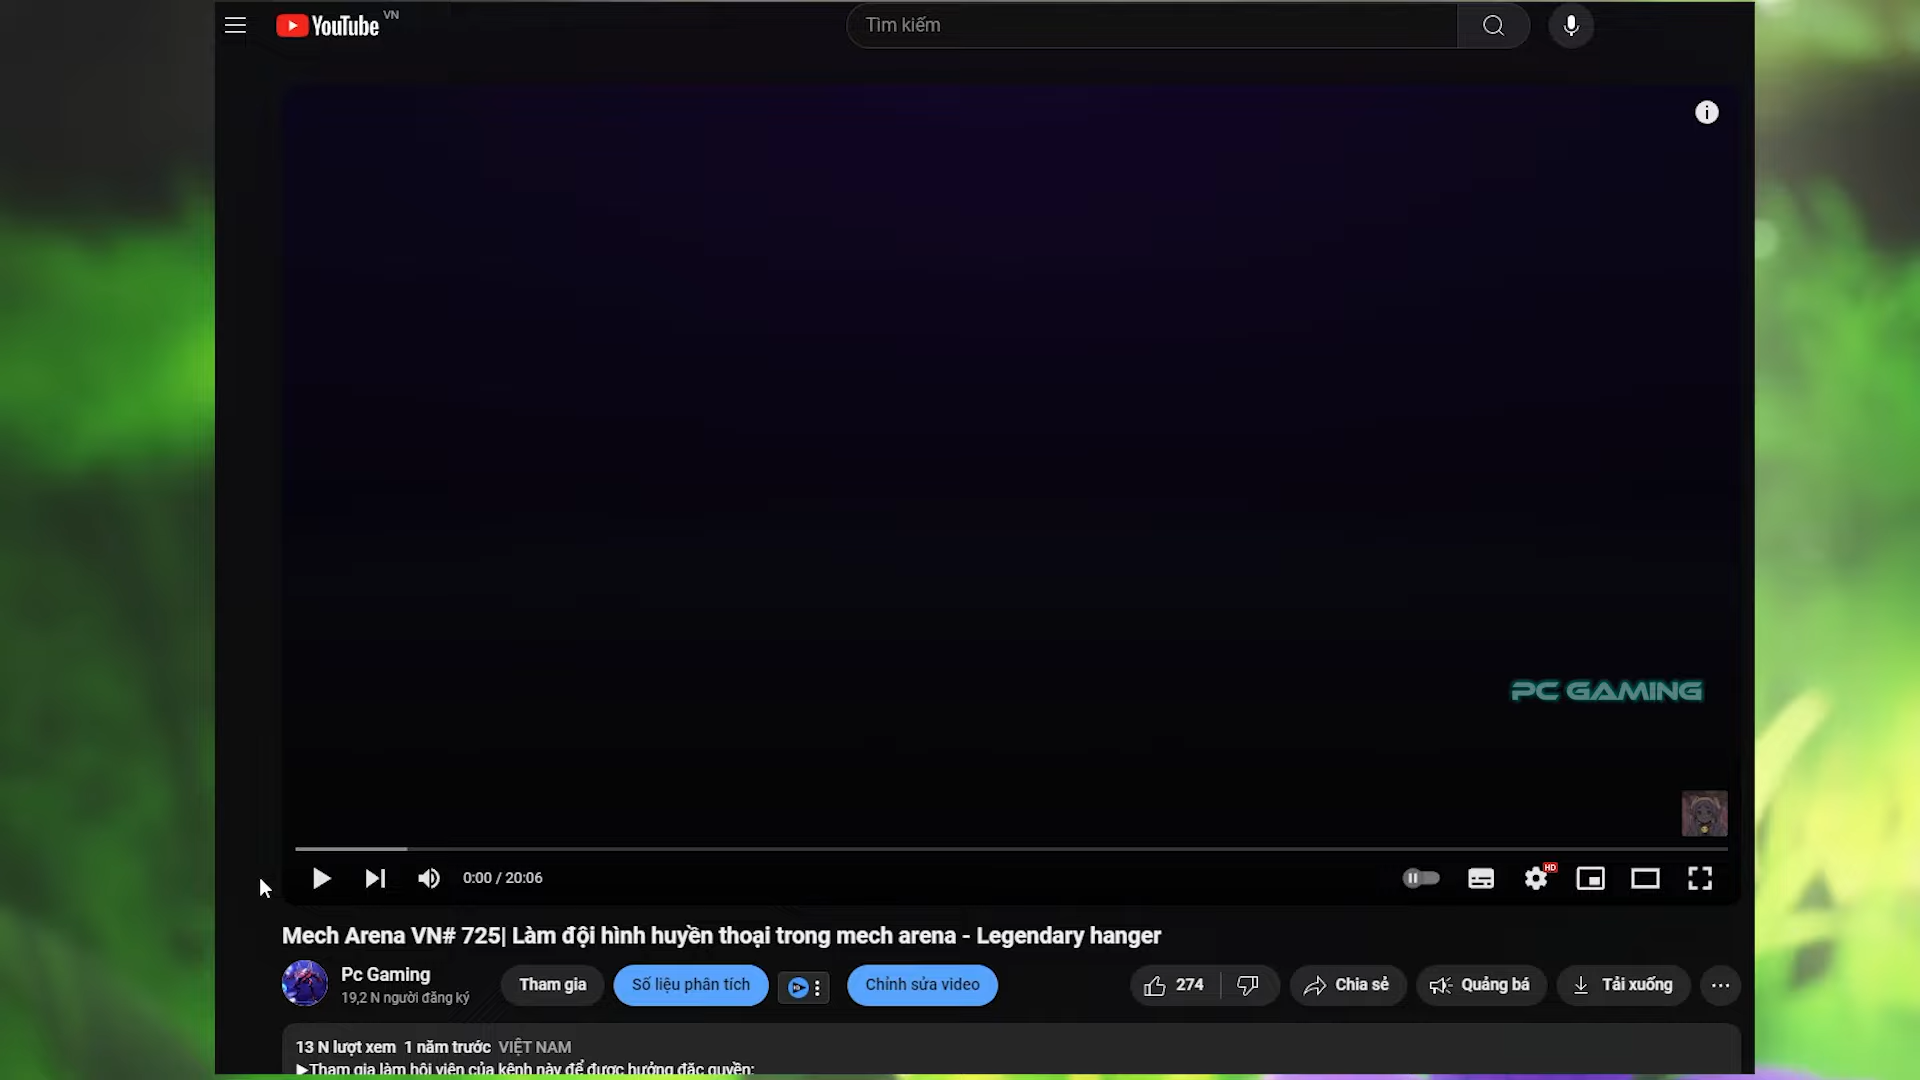 YouTube VN
Tìm kiếm
i
PC GAMING
0:00 / 20:06
HD
Mech Arena VN# 725| Làm đội hình huyền thoại trong mech arena - Legendary hanger
Pc Gaming
19,2 N người đăng ký
Tham gia
Số liệu phân tích
Chỉnh sửa video
274
Chia sẻ
Quảng bá
Tải xuống
13 N lượt xem 1 năm trước VIỆT NAM
▶Tham gia làm hội viên của kênh này để được hưởng đặc quyền: